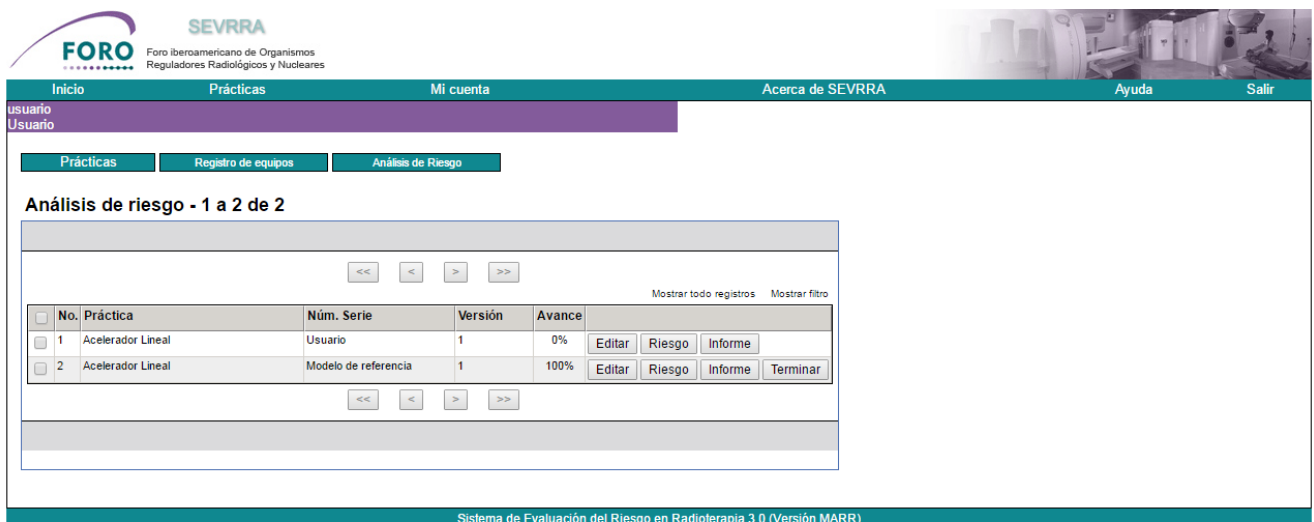 SEVRRA
FORO
Foro iberoamericano de Organismos
Reguladores Radiológicos y Nucleares
Inicio Prácticas Mi cuenta Acerca de SEVRRA Ayuda Salir
usuario
Usuario
Prácticas Registro de equipos Análisis de Riesgo
Análisis de riesgo - 1 a 2 de 2
<< < > >>
Mostrar todo registros Mostrar filtro
No. Práctica Núm. Serie Versión Avance
1 Acelerador Lineal Usuario 1 0% Editar Riesgo Informe
2 Acelerador Lineal Modelo de referencia 1 100% Editar Riesgo Informe Terminar
<< < > >>
Sistema de Evaluación del Riesgo en Radioterapia 3.0 (Versión MARR)